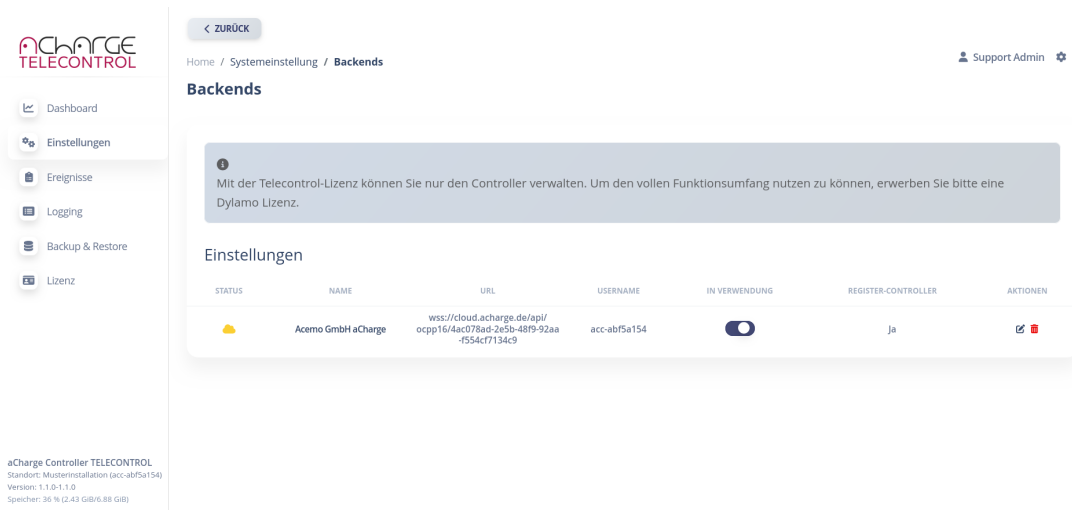 ZURÜCK
Home / Systemeinstellung / Backends
Support Admin
Backends
aCHARGE
TELECONTROL
Dashboard
Einstellungen
Ereignisse
Logging
Backup & Restore
Lizenz
Mit der Telecontrol-Lizenz können Sie nur den Controller verwalten. Um den vollen Funktionsumfang nutzen zu können, erwerben Sie bitte eine
Dylamo Lizenz.
Einstellungen
STATUS NAME URL USERNAME IN VERWENDUNG REGISTER-CONTROLLER AKTIONEN
Acemo GmbH aCharge
wss://cloud.acharge.de/api/
ocpp16/4ac078ad-2e5b-48f9-92aa
-f554cf7134c9
acc-abf5a154
Ja
aCharge Controller TELECONTROL
Standort: Musterinstallation (acc-abf5a154)
Version: 1.1.0-1.1.0
Speicher: 36 % (2.43 GiB/6.88 GiB)